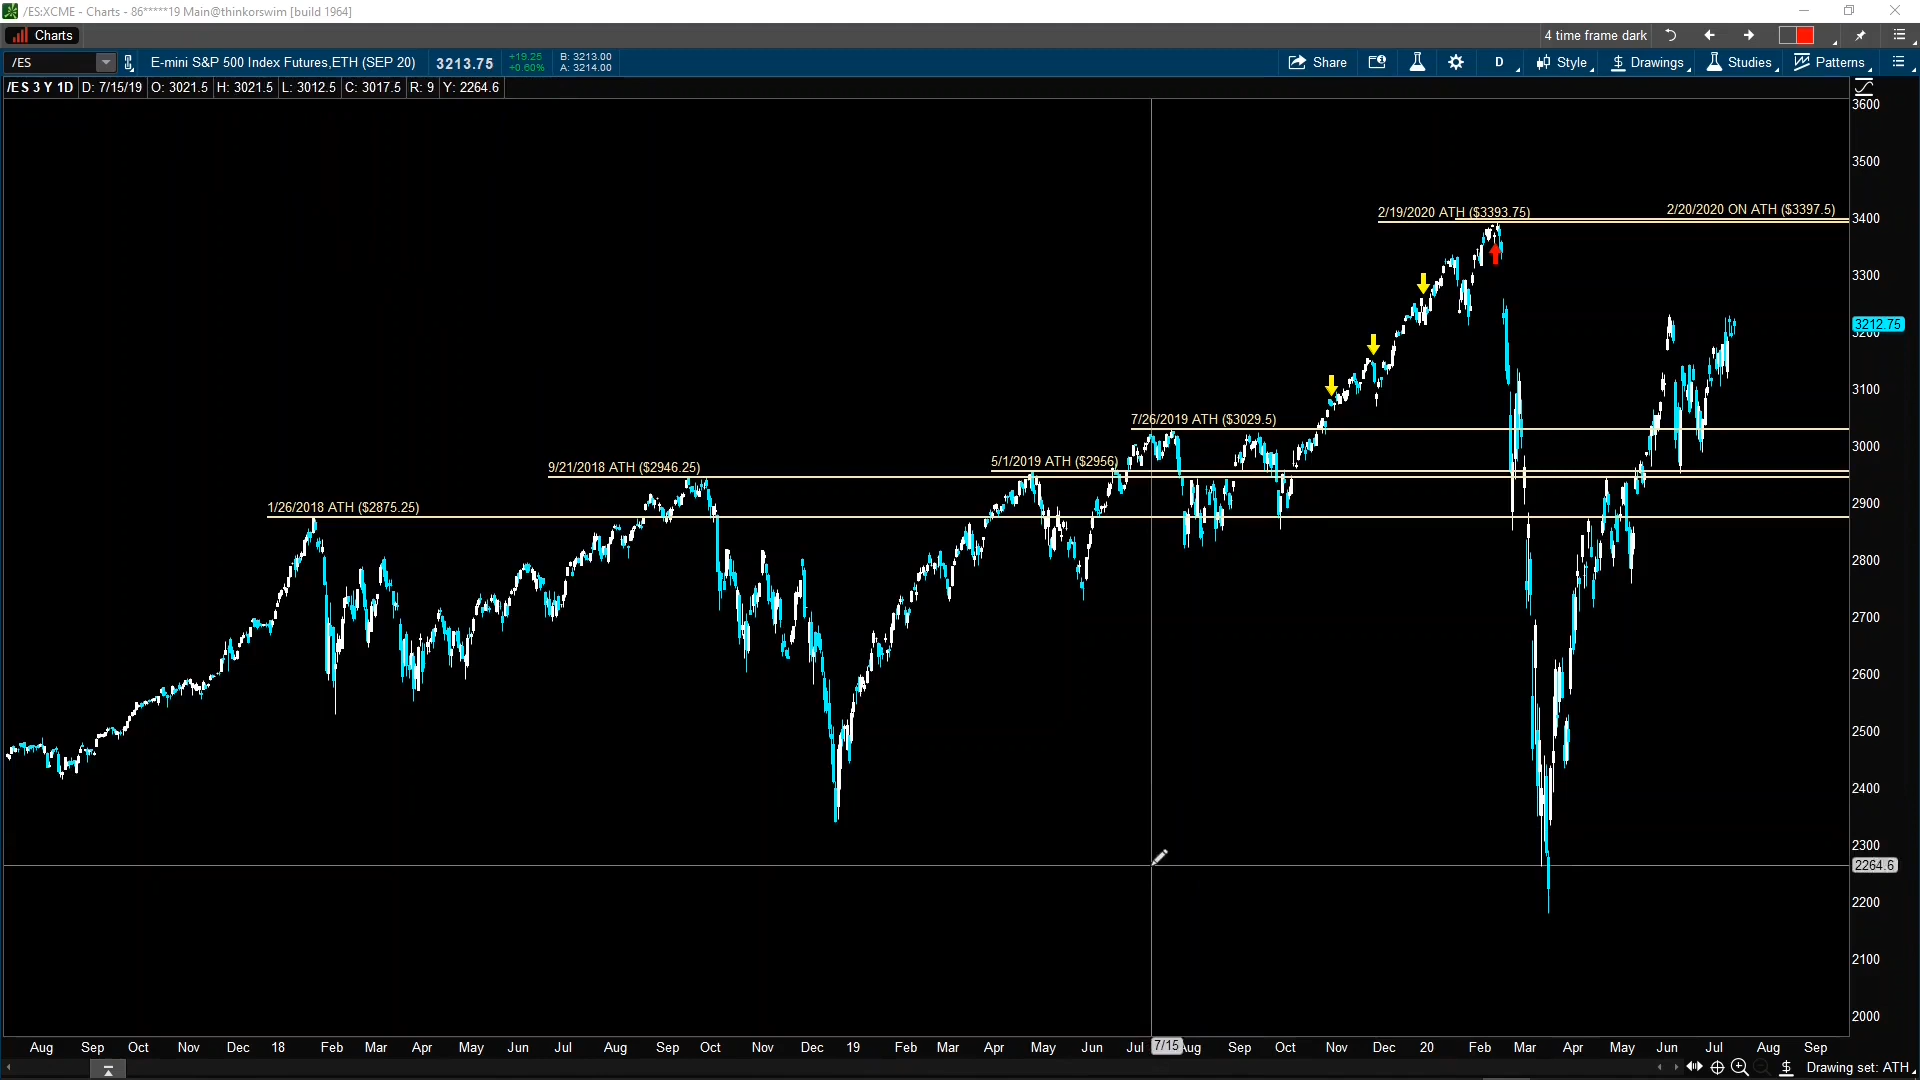 /ES:XCME - Charts - 86*****19 Main@thinkorswim [build 1964]
Charts
4 time frame dark
/ES
E-mini S&P 500 Index Futures,ETH (SEP 20)
3213.75
+19.25
+0.60%
B: 3213.00
A: 3214.00
Share
D
Style
Drawings
Studies
Patterns
/ES 3 Y 1D D: 7/15/19 O: 3021.5 H: 3021.5 L: 3012.5 C: 3017.5 R: 9 Y: 2264.6
3600
3500
2/19/2020 ATH ($3393.75)
2/20/2020 ON ATH ($3397.5)
3400
3300
3212.75
3200
3100
7/26/2019 ATH ($3029.5)
3000
5/1/2019 ATH ($2956)
9/21/2018 ATH ($2946.25)
2900
1/26/2018 ATH ($2875.25)
2800
2700
2600
2500
2400
2300
2264.6
2200
2100
2000
Aug Sep Oct Nov Dec 18 Feb Mar Apr May Jun Jul Aug Sep Oct Nov Dec 19 Feb Mar Apr May Jun Jul 7/15 Aug Sep Oct Nov Dec 20 Feb Mar Apr May Jun Jul Aug Sep
Drawing set: ATH